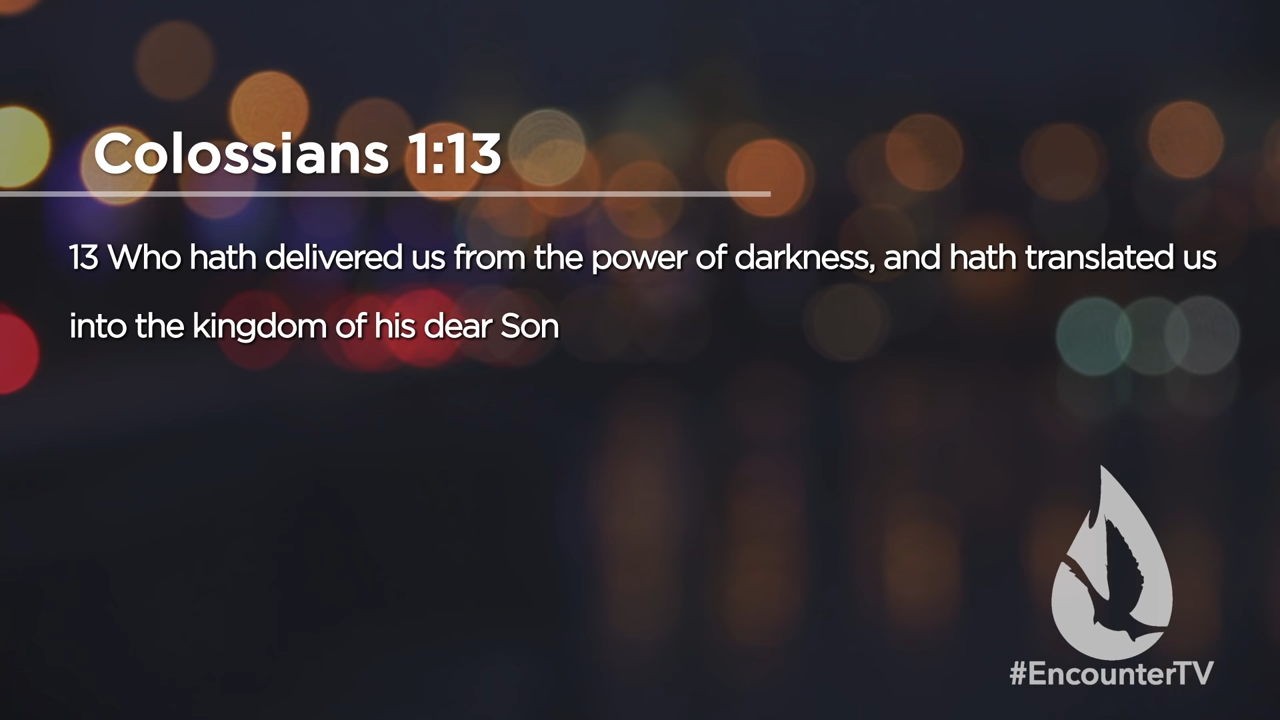 Colossians 1:13
13 Who hath delivered us from the power of darkness, and hath translated us
into the kingdom of his dear Son
#EncounterTV